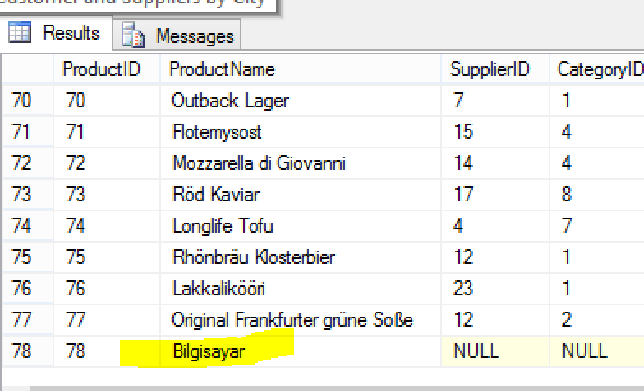 Customer and Suppliers by City
Results Messages
ProductID ProductName SupplierID CategoryID
70 70 Outback Lager 7 1
71 71 Flotemysost 15 4
72 72 Mozzarella di Giovanni 14 4
73 73 Röd Kaviar 17 8
74 74 Longlife Tofu 4 7
75 75 Rhönbräu Klosterbier 12 1
76 76 Lakkalikööri 23 1
77 77 Original Frankfurter grüne Soße 12 2
78 78 Bilgisayar NULL NULL